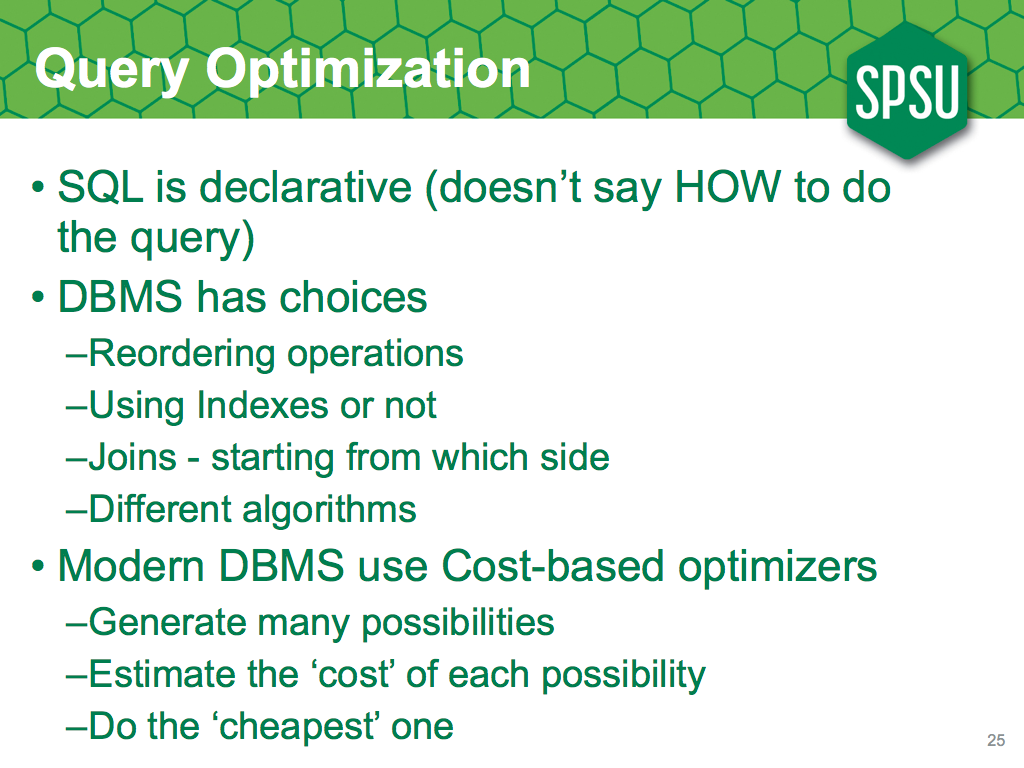 Query Optimization
SPSU
• SQL is declarative (doesn’t say HOW to do
the query)
• DBMS has choices
–Reordering operations
–Using Indexes or not
–Joins - starting from which side
–Different algorithms
• Modern DBMS use Cost-based optimizers
–Generate many possibilities
–Estimate the ‘cost’ of each possibility
–Do the ‘cheapest’ one
25